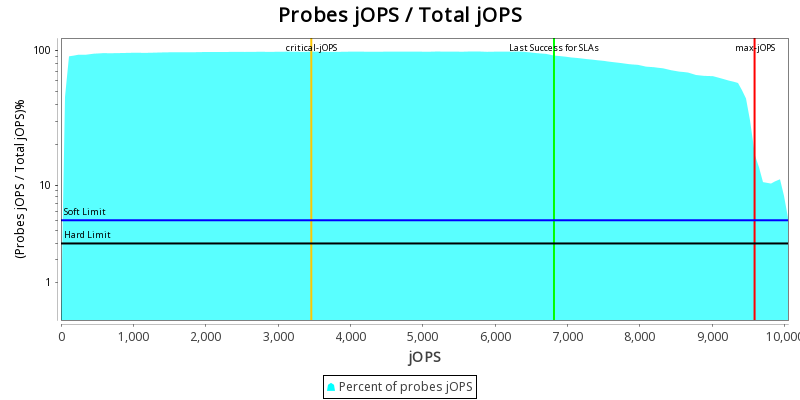 Probes jOPS / Total jOPS
(Probes jOPS / Total jOPS)%
100
10
1
critical-jOPS
Last Success for SLAs
max-jOPS
Soft Limit
Hard Limit
0
1,000
2,000
3,000
4,000
5,000
6,000
7,000
8,000
9,000
10,000
jOPS
Percent of probes jOPS